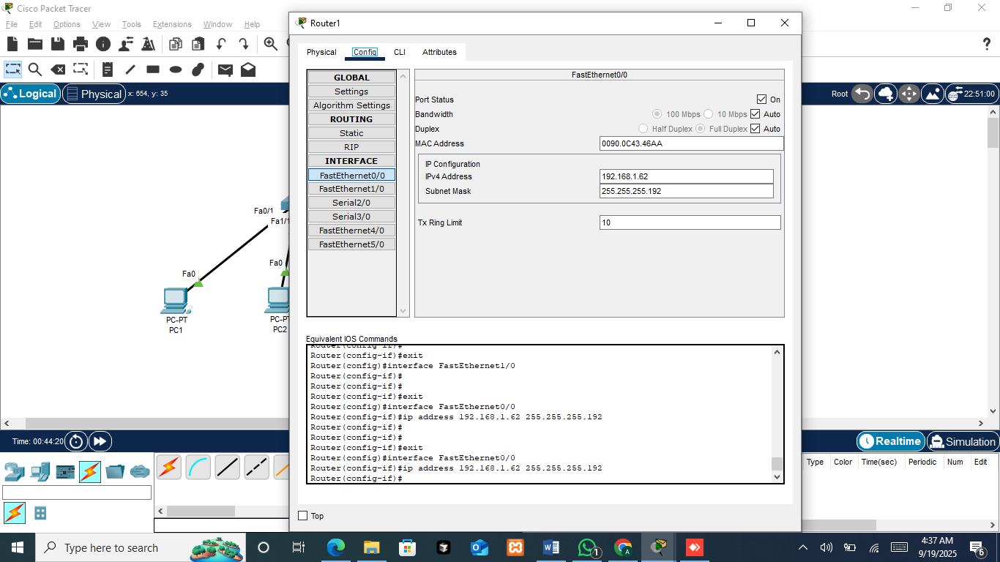 Cisco Packet Tracer
File Edit Options View Tools Extensions Window Help
Logical
Physical
x: 654, y: 35
Root
22:51:00
Fa0/1
Fa1/1
Fa0
Fa0
PC-PT
PC1
PC-PT
PC2
Router1
Physical Config CLI Attributes
GLOBAL
Settings
Algorithm Settings
ROUTING
Static
RIP
INTERFACE
FastEthernet0/0
FastEthernet1/0
Serial2/0
Serial3/0
FastEthernet4/0
FastEthernet5/0
FastEthernet0/0
Port Status On
Bandwidth 100 Mbps 10 Mbps Auto
Duplex Half Duplex Full Duplex Auto
MAC Address 0090.0C43.46AA
IP Configuration
IPv4 Address 192.168.1.62
Subnet Mask 255.255.255.192
Tx Ring Limit 10
Equivalent IOS Commands
Router(config-if)#
Router(config-if)#exit
Router(config)#interface FastEthernet1/0
Router(config-if)#
Router(config-if)#
Router(config-if)#exit
Router(config)#interface FastEthernet0/0
Router(config-if)#ip address 192.168.1.62 255.255.255.192
Router(config-if)#
Router(config-if)#
Router(config-if)#exit
Router(config)#interface FastEthernet0/0
Router(config-if)#ip address 192.168.1.62 255.255.255.192
Router(config-if)#
Top
Time: 00:44:20
Realtime
Simulation
Type Color Time(sec) Periodic Num Edit
Type here to search
1
4:37 AM
9/19/2025
6